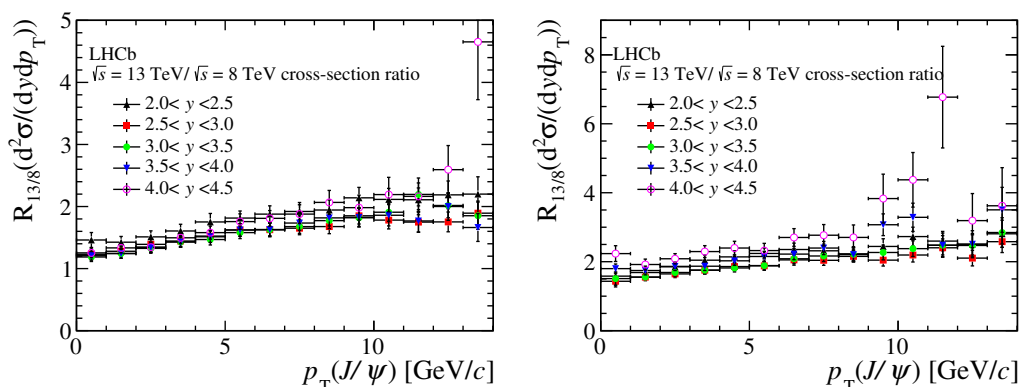 R13/8(d²σ/(dydpT))
5
4
3
2
1
0
LHCb
√s = 13 TeV/ √s = 8 TeV cross-section ratio
2.0< y <2.5
2.5< y <3.0
3.0< y <3.5
3.5< y <4.0
4.0< y <4.5
0 5 10
pT(J/ψ) [GeV/c]
R13/8(d²σ/(dydpT))
8
6
4
2
0
LHCb
√s = 13 TeV/ √s = 8 TeV cross-section ratio
2.0< y <2.5
2.5< y <3.0
3.0< y <3.5
3.5< y <4.0
4.0< y <4.5
0 5 10
pT(J/ψ) [GeV/c]